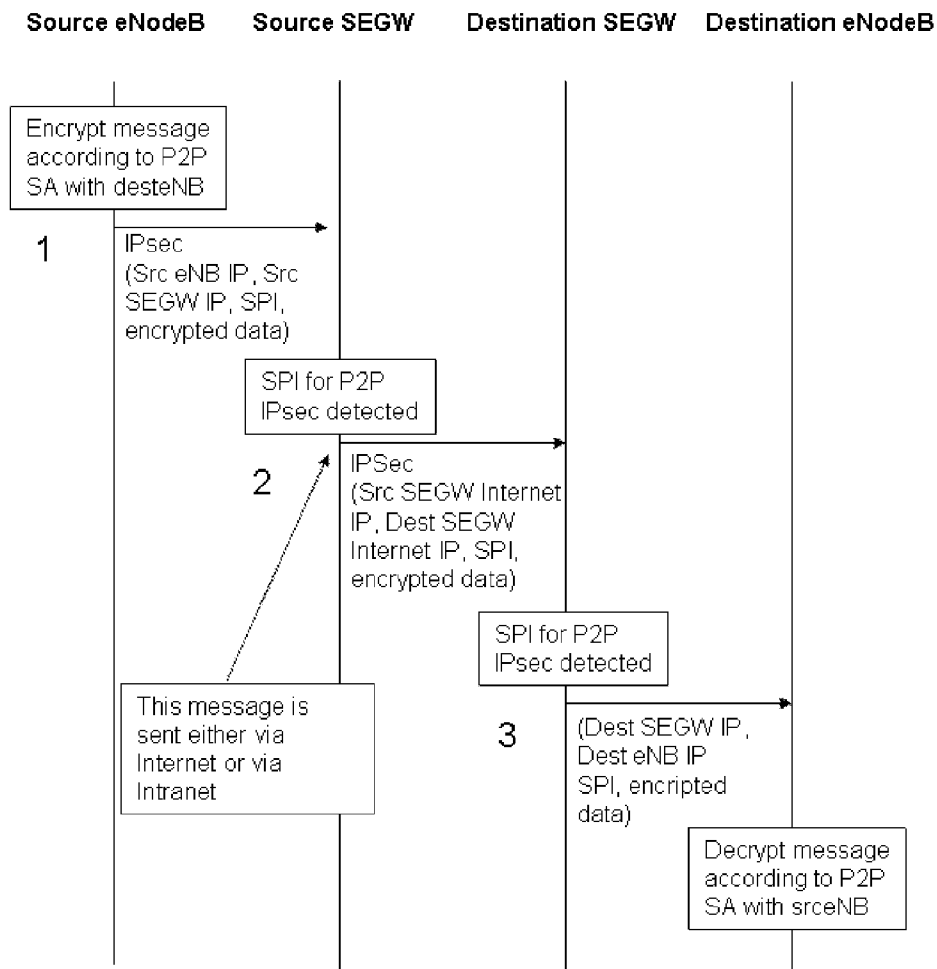 Source eNodeB Source SEGW Destination SEGW Destination eNodeB
Encrypt message
according to P2P
SA with desteNB
1
IPsec
(Src eNB IP, Src
SEGW IP, SPI,
encrypted data)
SPI for P2P
IPsec detected
2
IPSec
(Src SEGW Internet
IP, Dest SEGW
Internet IP, SPI,
encrypted data)
SPI for P2P
IPsec detected
This message is
sent either via
Internet or via
Intranet
3
(Dest SEGW IP,
Dest eNB IP
SPI, encripted
data)
Decrypt message
according to P2P
SA with srceNB